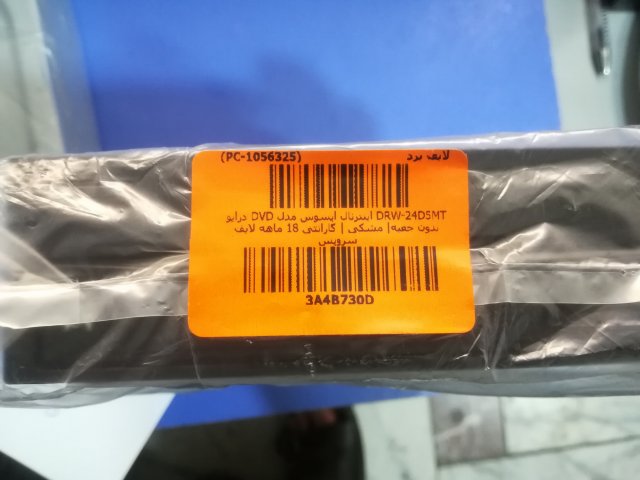 لایف برد (PC-1056325)
درایو DVD اینترنال ایسوس مدل DRW-24D5MT
بدون جعبه| مشکی | گارانتی 18 ماهه لایف
سرویس
3A4B730D